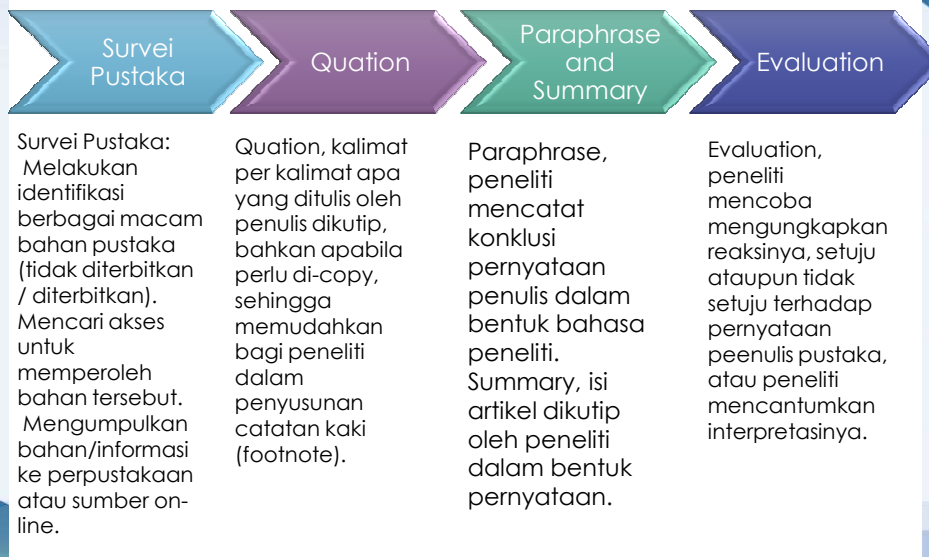 Survei
Pustaka
Quation
Paraphrase
and
Summary
Evaluation
Survei Pustaka:
Melakukan
identifikasi
berbagai macam
bahan pustaka
(tidak diterbitkan
/ diterbitkan).
Mencari akses
untuk
memperoleh
bahan tersebut.
Mengumpulkan
bahan/informasi
ke perpustakaan
atau sumber on-
line.
Quation, kalimat
per kalimat apa
yang ditulis oleh
penulis dikutip,
bahkan apabila
perlu di-copy,
sehingga
memudahkan
bagi peneliti
dalam
penyusunan
catatan kaki
(footnote).
Paraphrase,
peneliti
mencatat
konklusi
pernyataan
penulis dalam
bentuk bahasa
peneliti.
Summary, isi
artikel dikutip
oleh peneliti
dalam bentuk
pernyataan.
Evaluation,
peneliti
mencoba
mengungkapkan
reaksinya, setuju
ataupun tidak
setuju terhadap
pernyataan
peenulis pustaka,
atau peneliti
mencantumkan
interpretasinya.